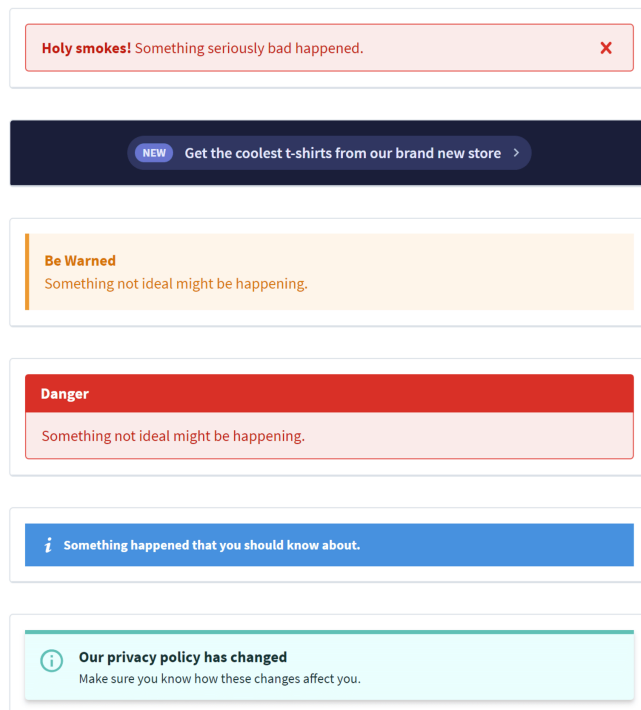 Holy smokes! Something seriously bad happened.
NEW Get the coolest t-shirts from our brand new store
Be Warned
Something not ideal might be happening.
Danger
Something not ideal might be happening.
Something happened that you should know about.
Our privacy policy has changed
Make sure you know how these changes affect you.